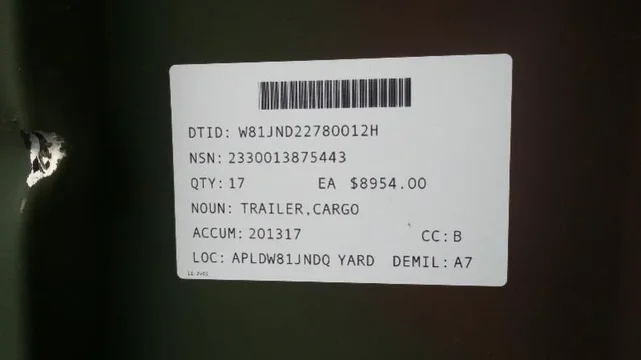 DTID: W81JND22780012H
NSN: 2330013875443
QTY: 17 EA $8954.00
NOUN: TRAILER,CARGO
ACCUM: 201317 CC: B
LOC: APLDW81JNDQ YARD DEMIL: A7